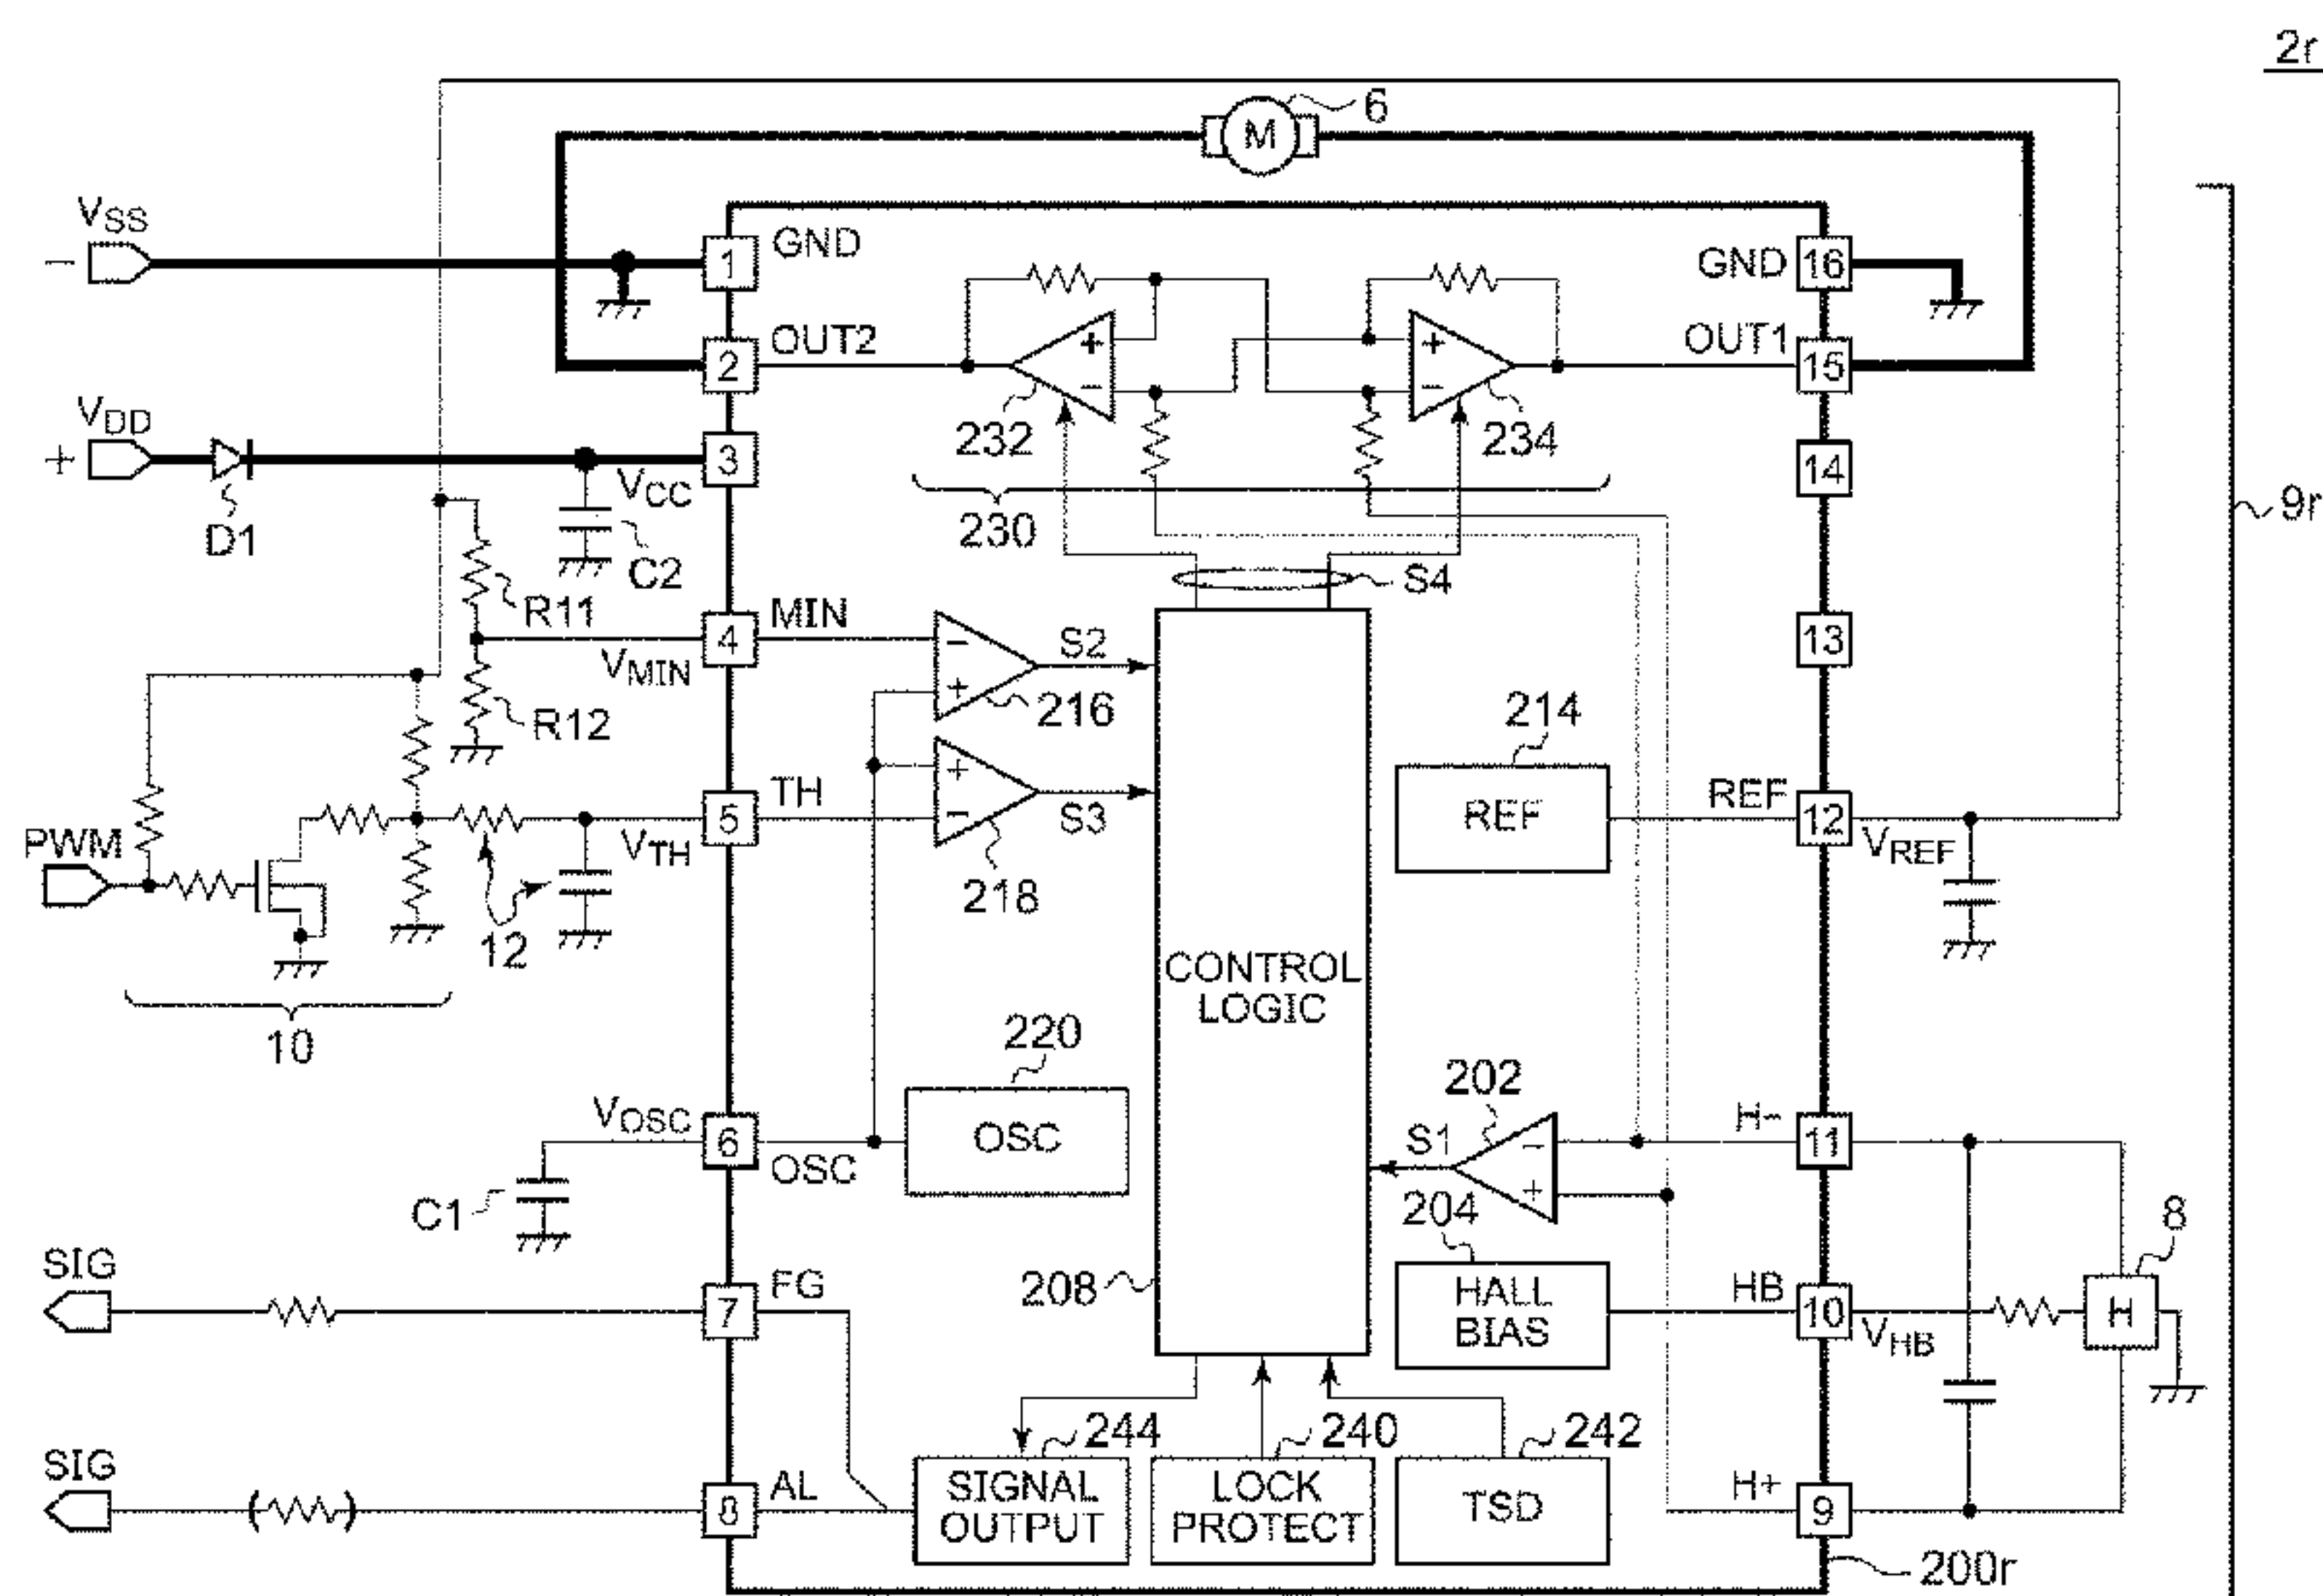 2r
6
M
VSS
−
1
GND
GND
16
2
OUT2
OUT1
15
+
−
+
−
232
234
VDD
+
3
VCC
14
D1
C2
230
9r
S4
R11
4
MIN
VMIN
−
+
S2
216
13
R12
214
REF
5
TH
VTH
+
−
S3
218
REF
12
VREF
PWM
12
10
CONTROL
LOGIC
220
OSC
VOSC
6
OSC
C1
202
S1
−
+
H−
11
204
8
208
HALL
BIAS
HB
10
VHB
H
SIG
7
FG
244
240
242
SIG
( )
8
AL
SIGNAL
OUTPUT
LOCK
PROTECT
TSD
H+
9
200r